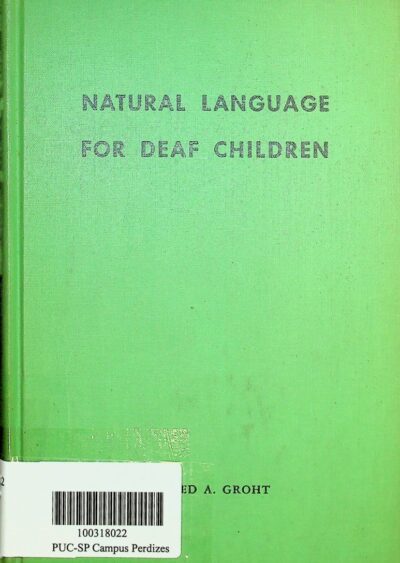 NATURAL LANGUAGE
FOR DEAF CHILDREN
ED A. GROHT
100318022
PUC-SP Campus Perdizes